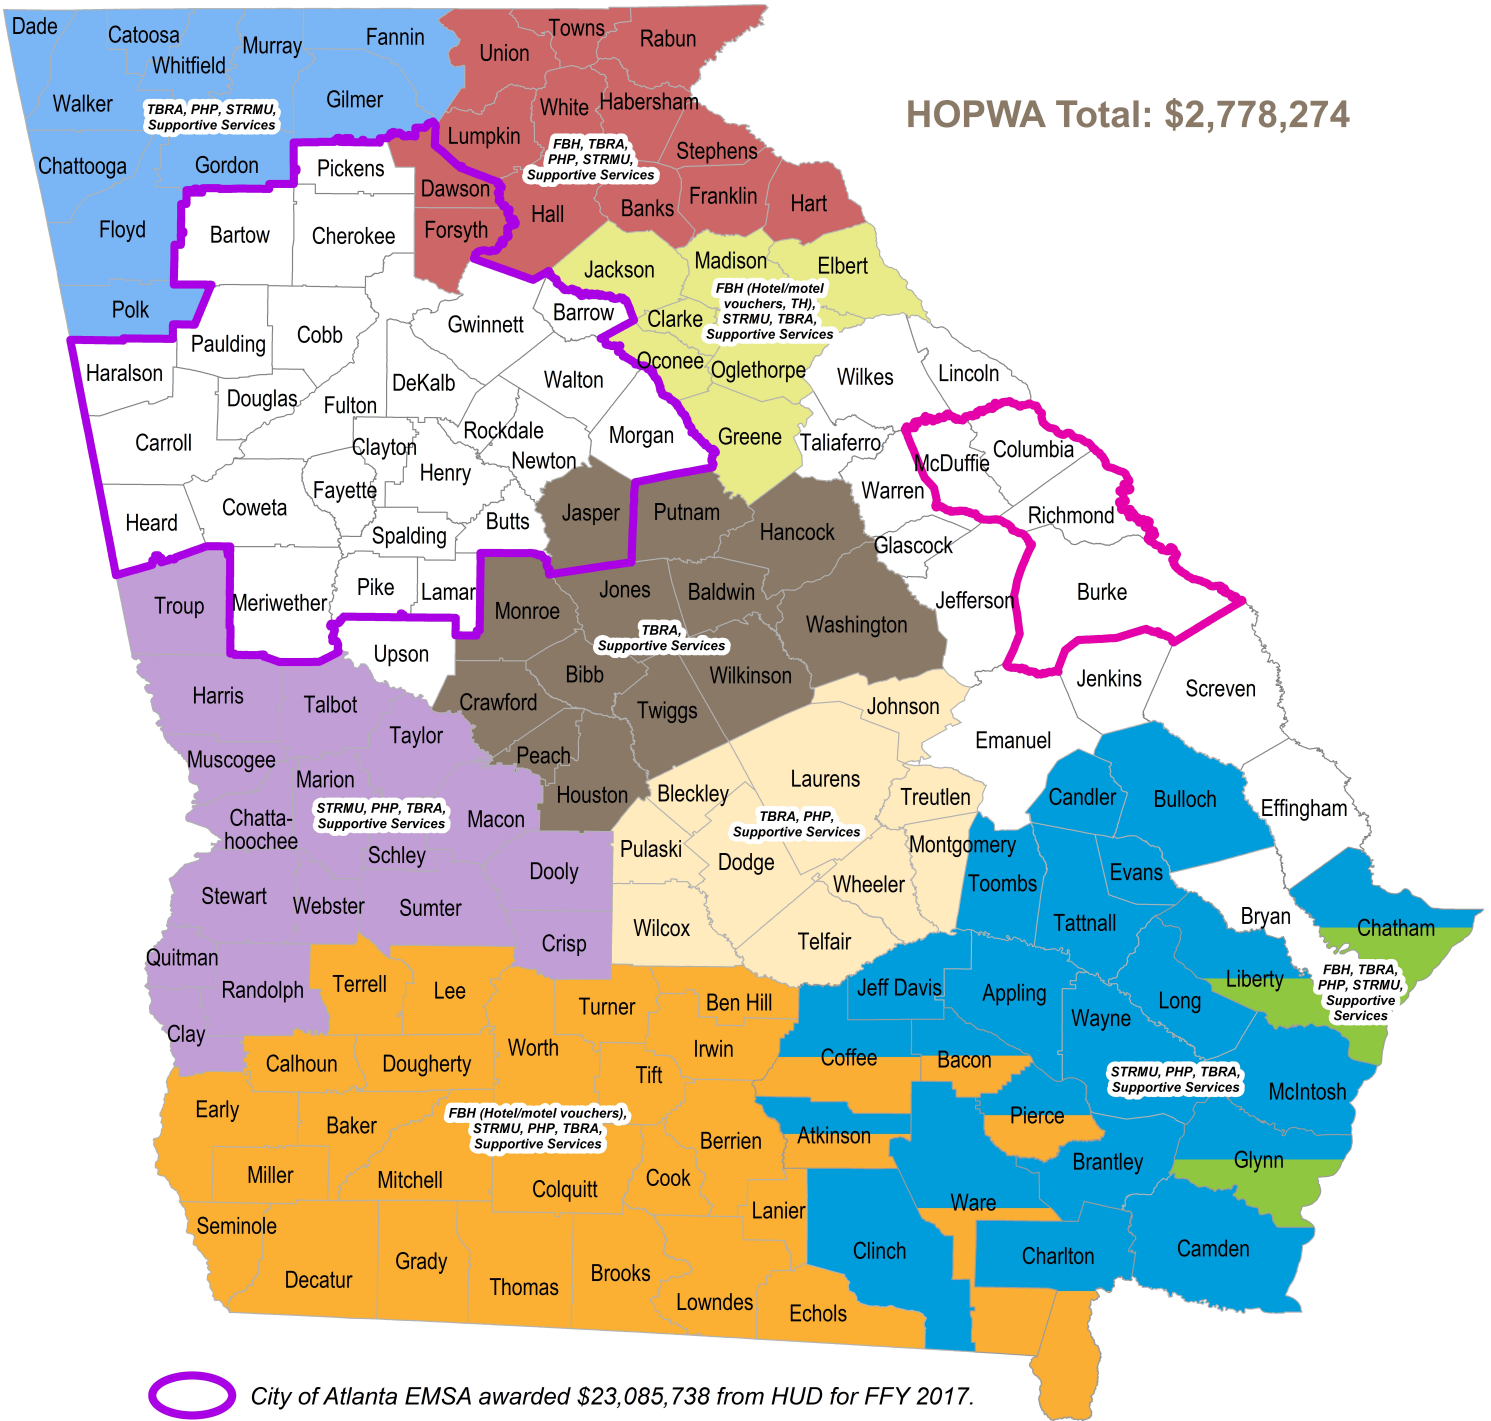 Dade
Catoosa
Whitfield
Murray
Fannin
Union
Towns
Rabun
Walker
Gilmer
TBRA, PHP, STRMU,
Supportive Services
White
Habersham
Lumpkin
HOPWA Total: $2,778,274
FBH, TBRA,
PHP, STRMU,
Supportive Services
Stephens
Chattooga
Gordon
Pickens
Dawson
Banks
Franklin
Hart
Hall
Floyd
Bartow
Cherokee
Forsyth
Jackson
Madison
Elbert
FBH (Hotel/motel
vouchers, TH),
STRMU, TBRA,
Supportive Services
Polk
Paulding
Cobb
Gwinnett
Barrow
Clarke
Oconee
Oglethorpe
Haralson
Douglas
DeKalb
Walton
Wilkes
Lincoln
Fulton
Carroll
Clayton
Rockdale
Newton
Morgan
Greene
Taliaferro
McDuffie
Columbia
Heard
Coweta
Fayette
Henry
Spalding
Butts
Jasper
Putnam
Hancock
Warren
Richmond
Glascock
Troup
Meriwether
Pike
Lamar
Monroe
Jones
Baldwin
Washington
Jefferson
Burke
TBRA,
Supportive Services
Upson
Bibb
Wilkinson
Jenkins
Screven
Harris
Talbot
Crawford
Twiggs
Johnson
Taylor
Peach
Emanuel
Muscogee
Marion
Houston
Bleckley
Laurens
Treutlen
Candler
Bulloch
Effingham
STRMU, PHP, TBRA,
Supportive Services
TBRA, PHP,
Supportive Services
Chatta-
hoochee
Macon
Schley
Pulaski
Dodge
Montgomery
Wheeler
Toombs
Evans
Dooly
Stewart
Webster
Sumter
Crisp
Wilcox
Telfair
Tattnall
Bryan
Chatham
Quitman
Randolph
Terrell
Lee
Turner
Ben Hill
Jeff Davis
Appling
Long
Liberty
FBH, TBRA,
PHP, STRMU,
Supportive
Services
Clay
Calhoun
Dougherty
Worth
Tift
Irwin
Coffee
Bacon
Wayne
McIntosh
STRMU, PHP, TBRA,
Supportive Services
Early
Baker
FBH (Hotel/motel vouchers),
STRMU, PHP, TBRA,
Supportive Services
Berrien
Atkinson
Pierce
Brantley
Glynn
Miller
Mitchell
Colquitt
Cook
Lanier
Ware
Seminole
Decatur
Grady
Thomas
Brooks
Lowndes
Echols
Clinch
Charlton
Camden
City of Atlanta EMSA awarded $23,085,738 from HUD for FFY 2017.